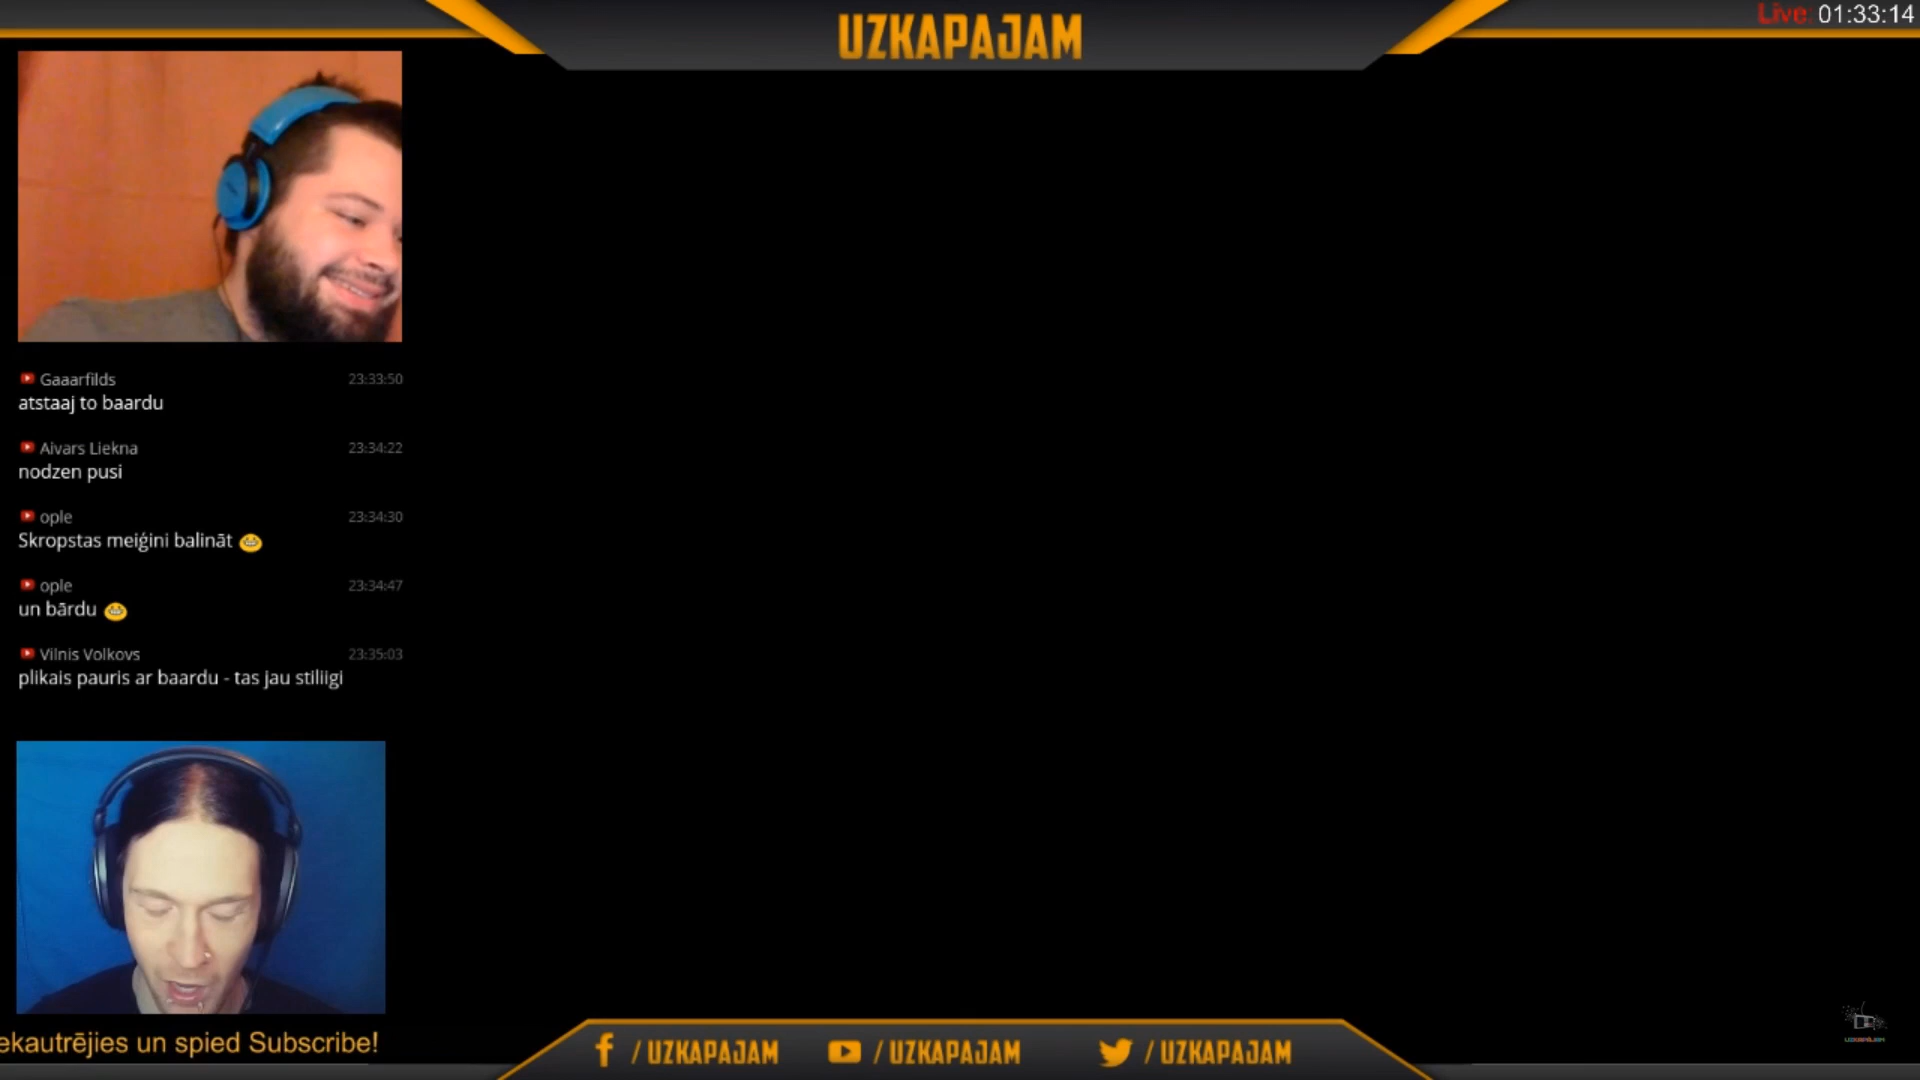 UZKAPAJAM
Live: 01:33:14
Gaaarfilds 23:33:50
atstaaj to baardu
Aivars Liekna 23:34:22
nodzen pusi
ople 23:34:30
Skropstas meiģini balināt
ople 23:34:47
un bārdu
Vilnis Volkovs 23:35:03
plikais pauris ar baardu - tas jau stiliigi
ekautrējies un spied Subscribe!
/ UZKAPAJAM / UZKAPAJAM / UZKAPAJAM